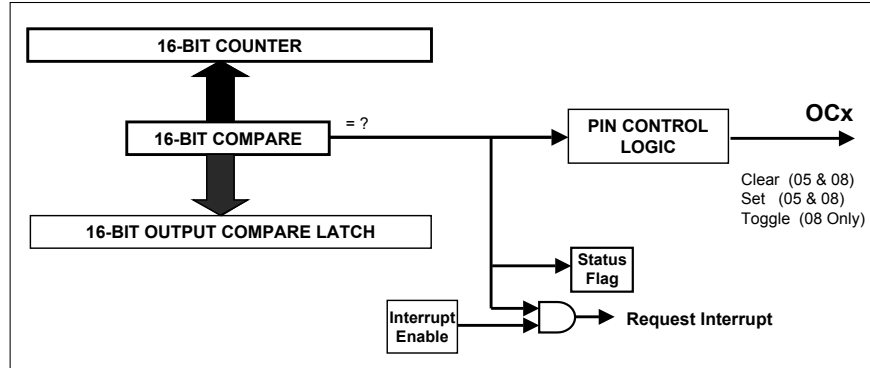 16-BIT COUNTER
= ?
16-BIT COMPARE
PIN CONTROL
LOGIC
OCx
Clear (05 & 08)
Set (05 & 08)
Toggle (08 Only)
16-BIT OUTPUT COMPARE LATCH
Status
Flag
Interrupt
Enable
Request Interrupt